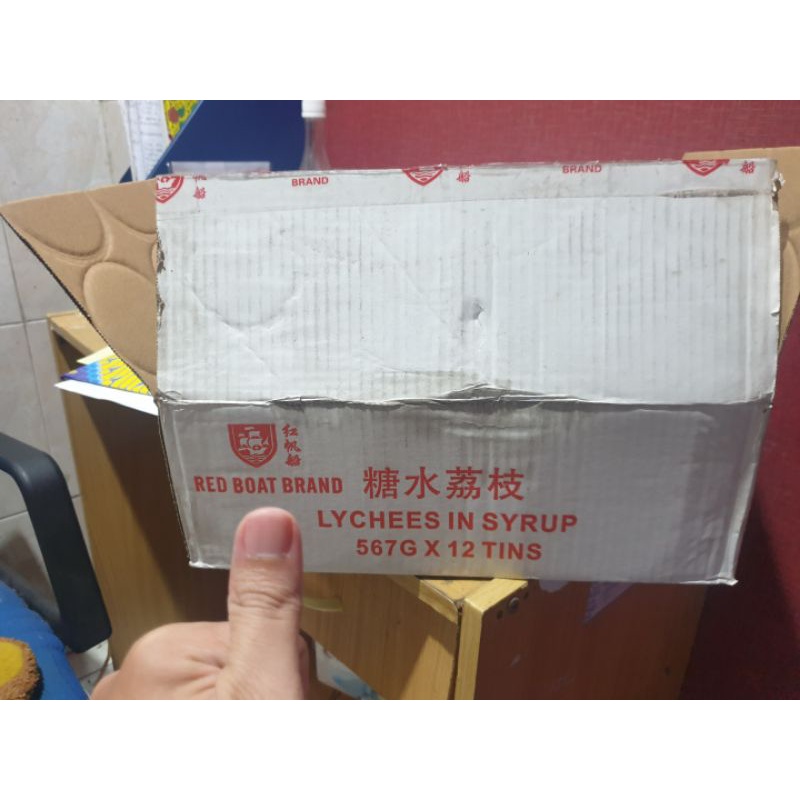 BRAND
BRAND
红帆船
RED BOAT BRAND
糖水荔枝
LYCHEES IN SYRUP
567G X 12 TINS